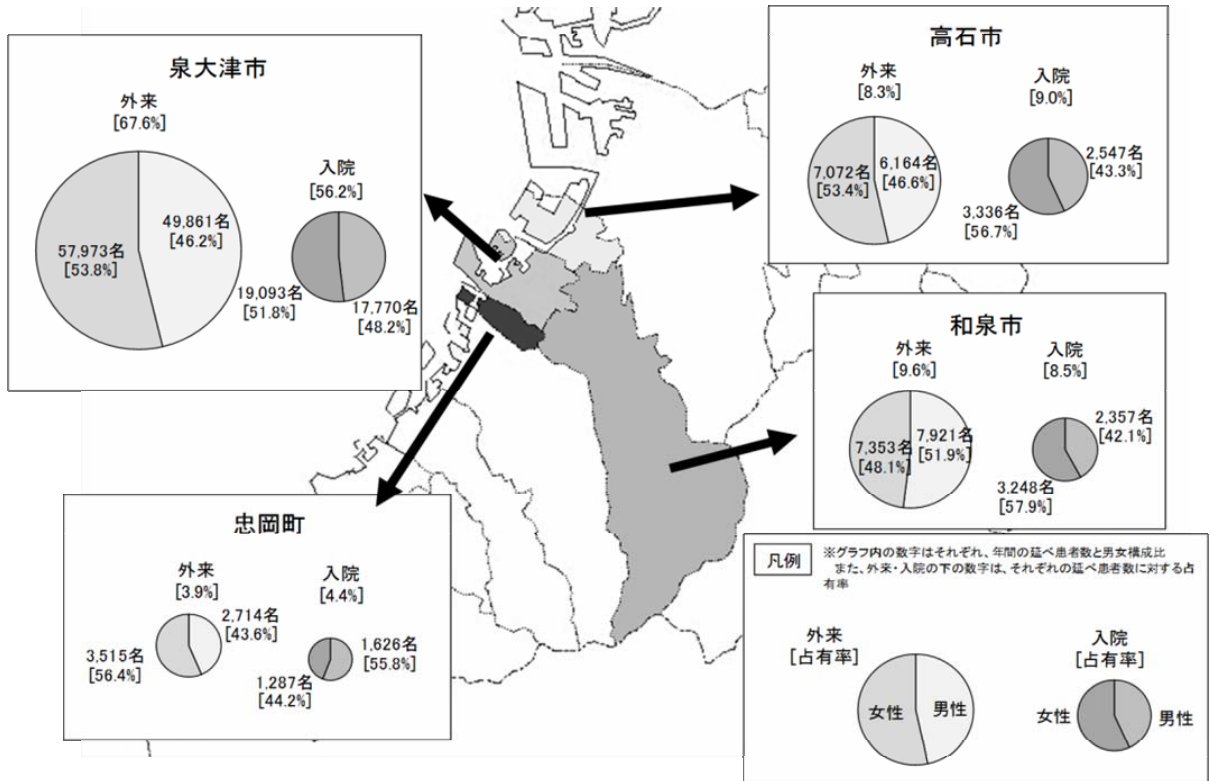 泉大津市
外来
[67.6%]
57,973名
[53.8%]
49,861名
[46.2%]
入院
[56.2%]
19,093名
[51.8%]
17,770名
[48.2%]
高石市
外来
[8.3%]
7,072名
[53.4%]
6,164名
[46.6%]
入院
[9.0%]
2,547名
[43.3%]
3,336名
[56.7%]
和泉市
外来
[9.6%]
7,353名
[48.1%]
7,921名
[51.9%]
入院
[8.5%]
2,357名
[42.1%]
3,248名
[57.9%]
忠岡町
外来
[3.9%]
2,714名
[43.6%]
3,515名
[56.4%]
入院
[4.4%]
1,626名
[55.8%]
1,287名
[44.2%]
凡例
※グラフ内の数字はそれぞれ、年間の延べ患者数と男女構成比
また、外来・入院の下の数字は、それぞれの延べ患者数に対する占
有率
外来
[占有率]
女性
男性
入院
[占有率]
女性
男性